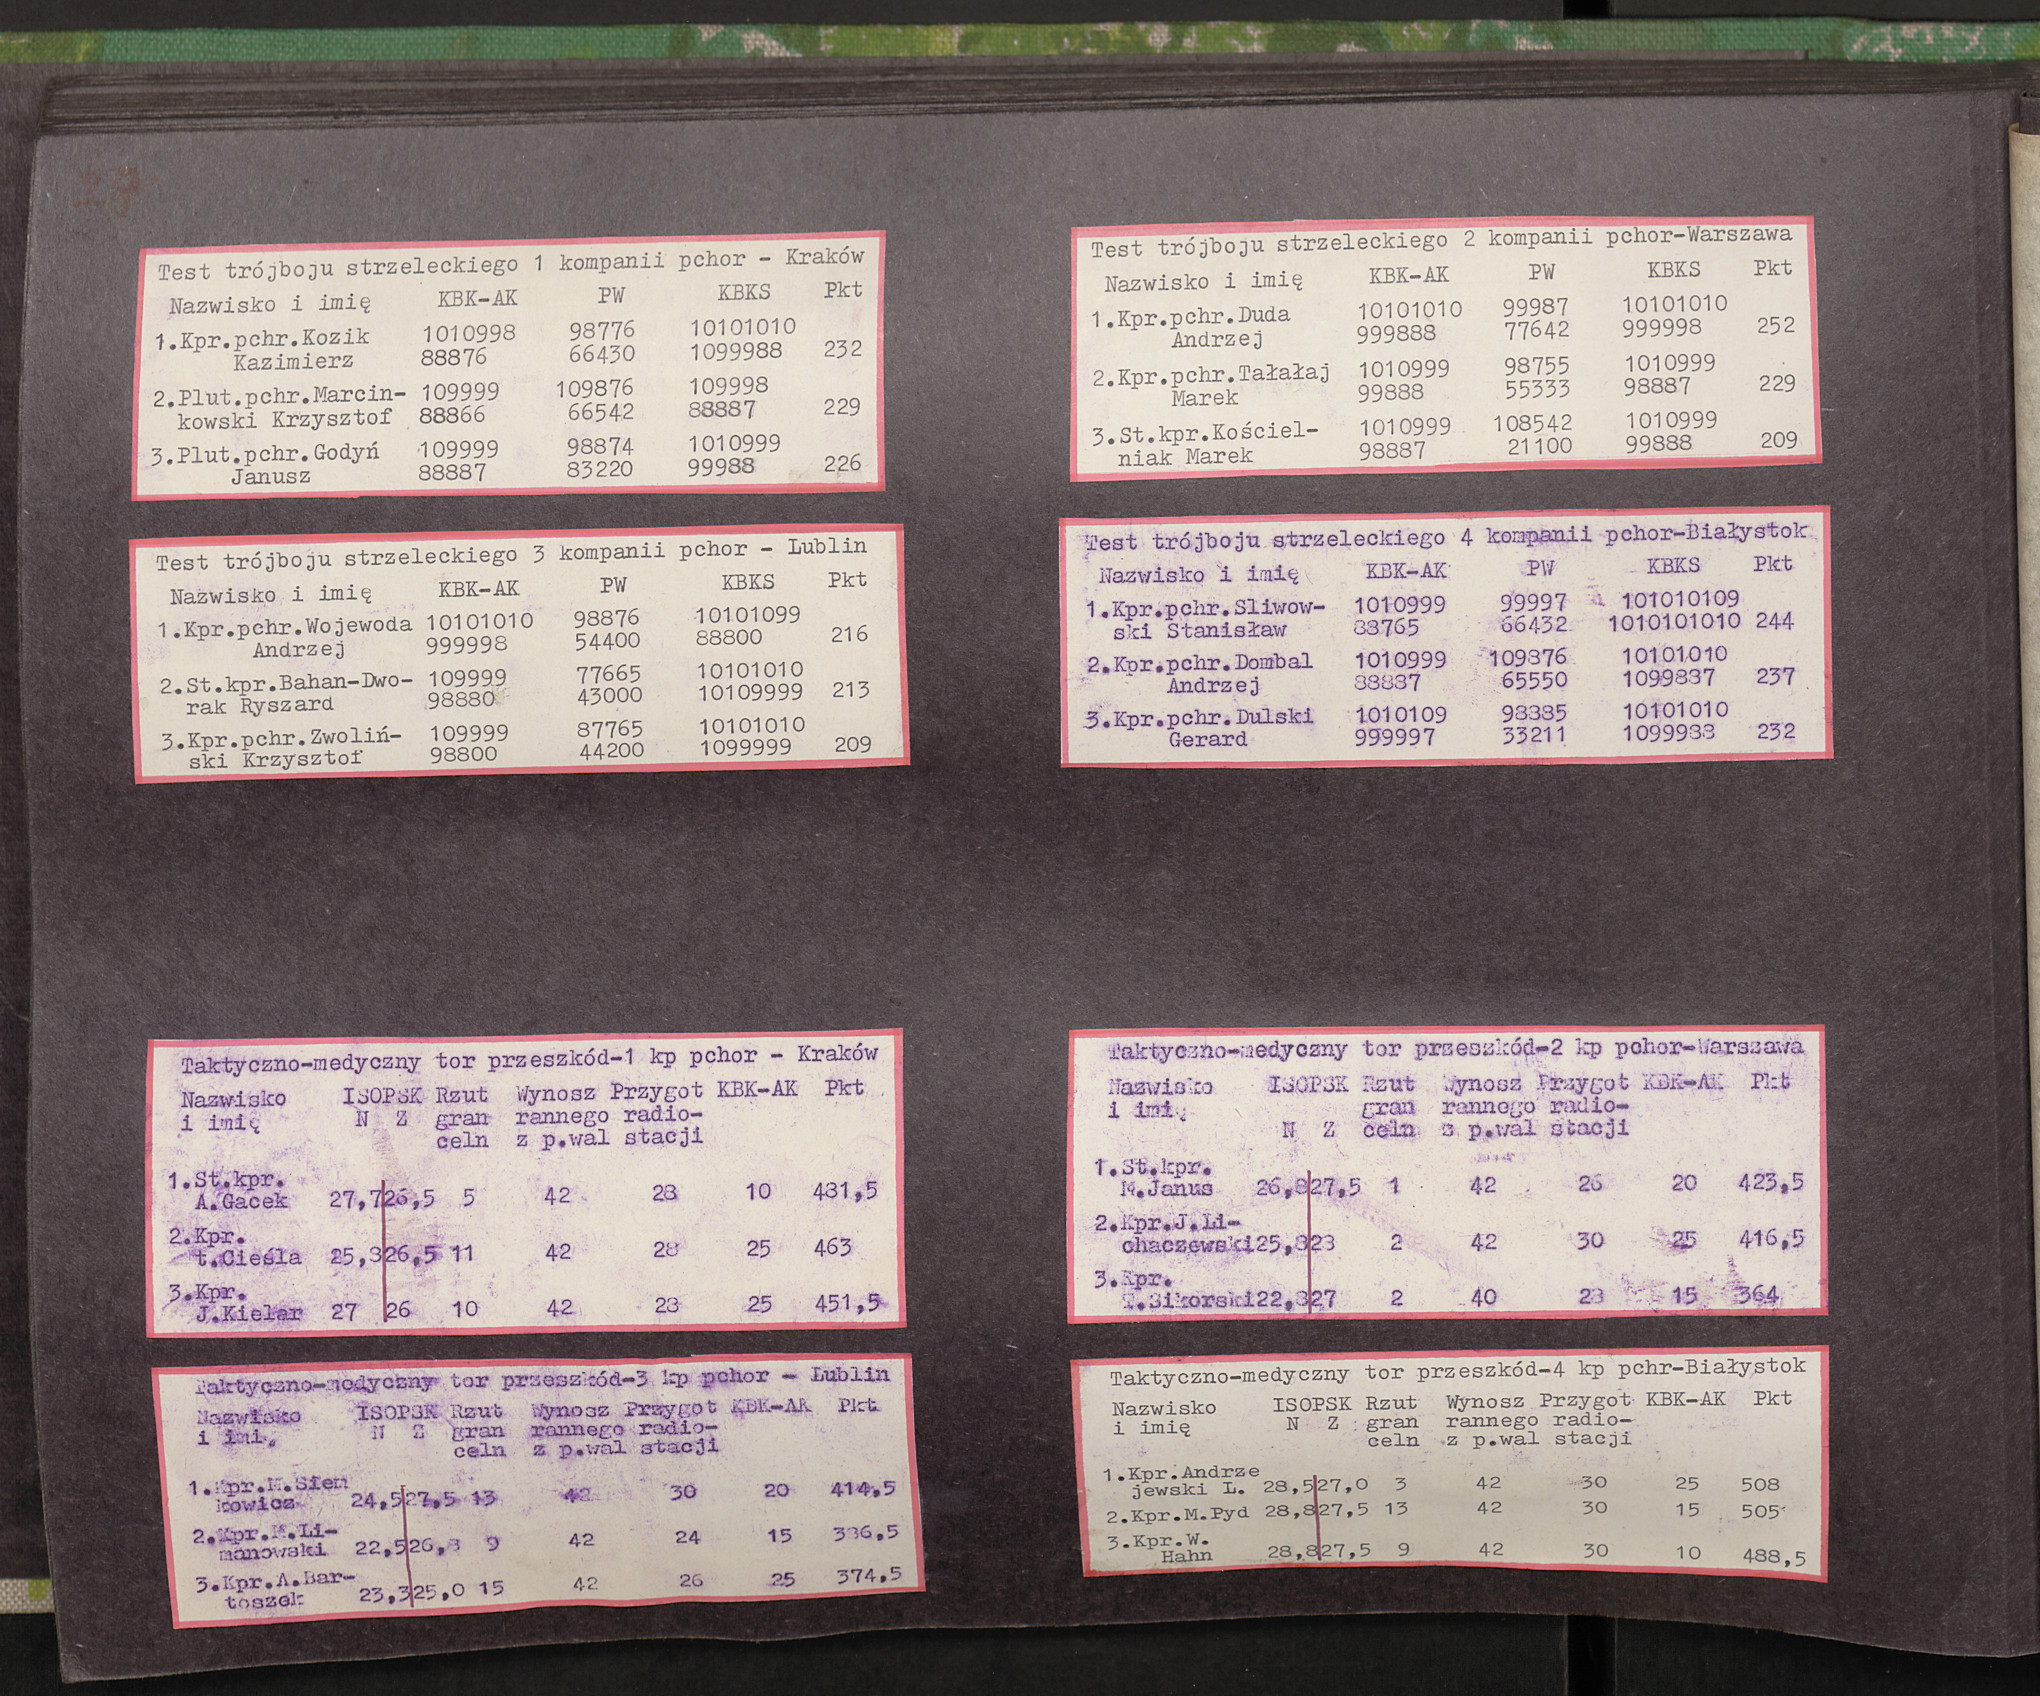 27
Test trójboju strzeleckiego 1 kompanii pchor - Kraków
Nazwisko i imię KBK-AK PW KBKS Pkt
1.Kpr.pchr.Kozik 1010998 98776 10101010
Kazimierz 88876 66430 1099988 232
2.Plut.pchr.Marcin- 109999 109876 109998
kowski Krzysztof 88866 66542 88887 229
3.Plut.pchr.Godyń 109999 98874 1010999
Janusz 88887 83220 99988 226
Test trójboju strzeleckiego 2 kompanii pchor-Warszawa
Nazwisko i imię KBK-AK PW KBKS Pkt
1.Kpr.pchr.Duda 10101010 99987 10101010
Andrzej 999888 77642 999998 252
2.Kpr.pchr.Tałałaj 1010999 98755 1010999
Marek 99888 55333 98887 229
3.St.kpr.Kościel- 1010999 108542 1010999
niak Marek 98887 21100 99888 209
Test trójboju strzeleckiego 3 kompanii pchor - Lublin
Nazwisko i imię KBK-AK PW KBKS Pkt
1.Kpr.pchr.Wojewoda 10101010 98876 10101099
Andrzej 999998 54400 88800 216
2.St.kpr.Bahan-Dwo- 109999 77665 10101010
rak Ryszard 98880 43000 10109999 213
3.Kpr.pchr.Zwoliń- 109999 87765 10101010
ski Krzysztof 98800 44200 1099999 209
Test trójboju strzeleckiego 4 kompanii pchor-Białystok
Nazwisko i imię KBK-AK PW KBKS Pkt
1.Kpr.pchr.Sliwow- 1010999 99997 101010109
ski Stanisław 88765 66432 1010101010 244
2.Kpr.pchr.Dombal 1010999 109876 10101010
Andrzej 88887 65550 1099887 237
3.Kpr.pchr.Dulski 1010109 98885 10101010
Gerard 999997 33211 1099988 232
Taktyczno-medyczny tor przeszkód-1 kp pchor - Kraków
Nazwisko ISOPSK Rzut Wynosz Przygot KBK-AK Pkt
i imię N Z gran rannego radio-
celn z p.wal stacji
1.St.kpr.
A.Gacek 27,7 26,5 5 42 28 10 481,5
2.Kpr.
t.Cieśla 25,8 26,5 11 42 28 25 463
3.Kpr.
J.Kielar 27 26 10 42 28 25 451,5
Taktyczno-medyczny tor przeszkód-2 kp pchor-Warszawa
Nazwisko ISOPSK Rzut Wynosz Przygot KBK-AK Pkt
i imię gran rannego radio-
N Z celn z p.wal stacji
1.St.kpr.
M.Janus 26,8 27,5 1 42 26 20 423,5
2.Kpr.J.Li-
chaczewski 25,8 28 2 42 30 25 416,5
3.Kpr.
T.Sikorski 22,8 27 2 40 28 15 364
Taktyczno-medyczny tor przeszkód-3 kp pchor - Lublin
Nazwisko ISOPSK Rzut Wynosz Przygot KBK-AK Pkt
i imię N Z gran rannego radio-
celn z p.wal stacji
1.Kpr.M.Sien
kowicz 24,5 27,5 13 42 30 20 414,5
2.Kpr.M.Li-
manowski 22,5 26,8 9 42 24 15 386,5
3.Kpr.A.Bar-
toszek 23,3 25,0 15 42 26 25 374,5
Taktyczno-medyczny tor przeszkód-4 kp pchr-Białystok
Nazwisko ISOPSK Rzut Wynosz Przygot KBK-AK Pkt
i imię N Z gran rannego radio-
celn z p.wal stacji
1.Kpr.Andrze
jewski L. 28,5 27,0 3 42 30 25 508
2.Kpr.M.Pyd 28,8 27,5 13 42 30 15 505
3.Kpr.W.
Hahn 28,8 27,5 9 42 30 10 488,5